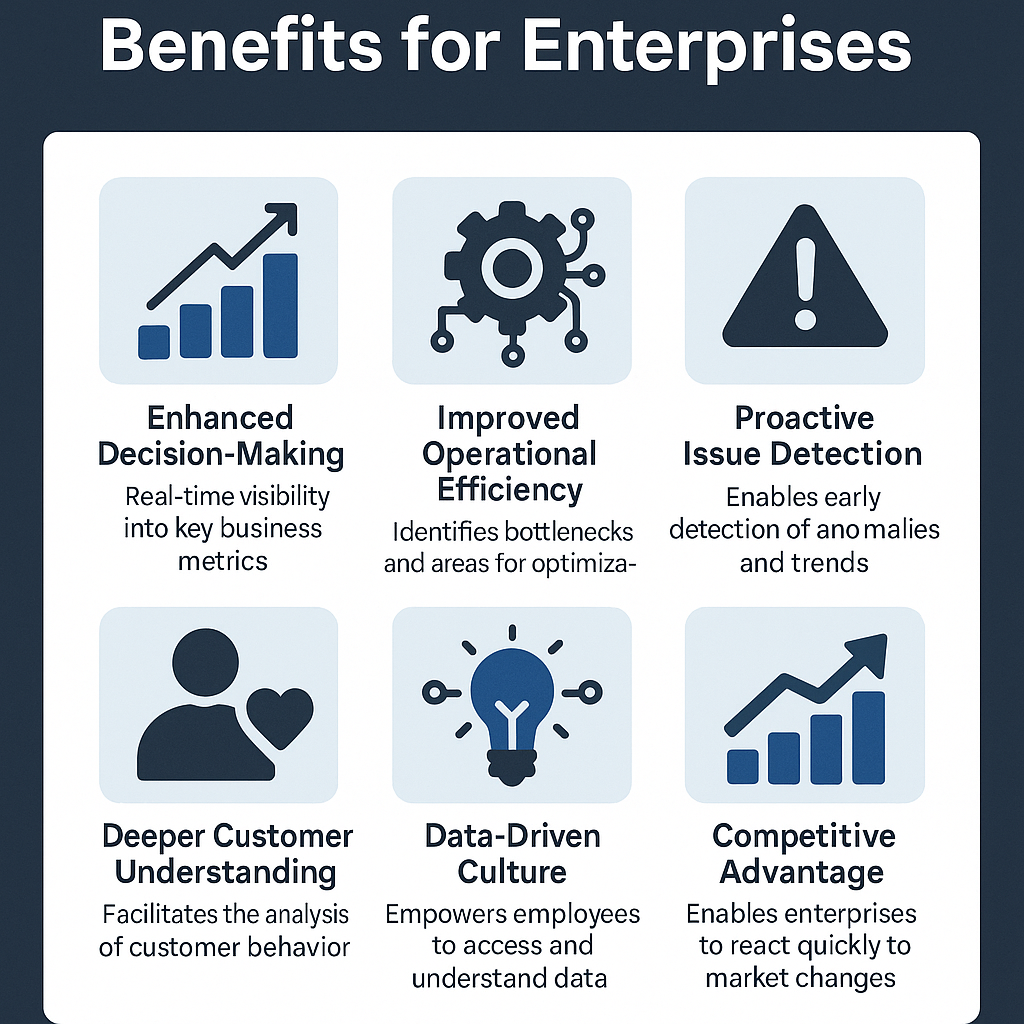 Benefits for Enterprises
Enhanced
Decision-Making
Real-time visibility
into key business
metrics
Improved
Operational
Efficiency
Identifies bottlenecks
and areas for optimiza-
Proactive
Issue Detection
Enables early
detection of anomalies
and trends
Deeper Customer
Understanding
Facilitates the analysis
of customer behavior
Data-Driven
Culture
Empowers employees
to access and
understand data
Competitive
Advantage
Enables enterprises
to react quickly to
market changes